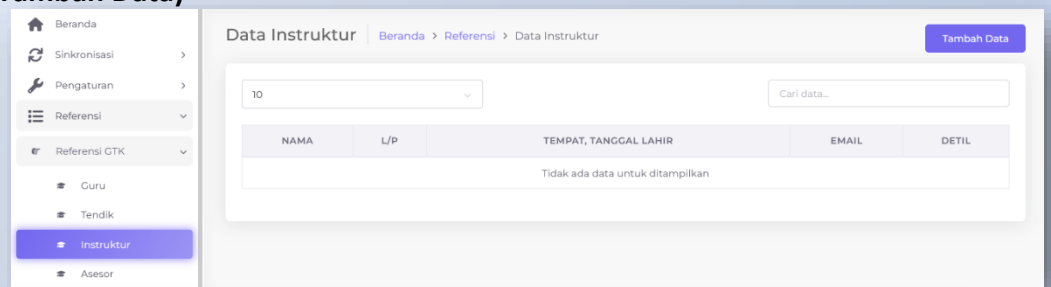 Tambah Data)
Beranda
Sinkronisasi
Pengaturan
Referensi
Referensi GTK
Guru
Tendik
Instruktur
Asesor
Data Instruktur Beranda > Referensi > Data Instruktur
Tambah Data
10
Cari data...
NAMA L/P TEMPAT, TANGGAL LAHIR EMAIL DETIL
Tidak ada data untuk ditampilkan